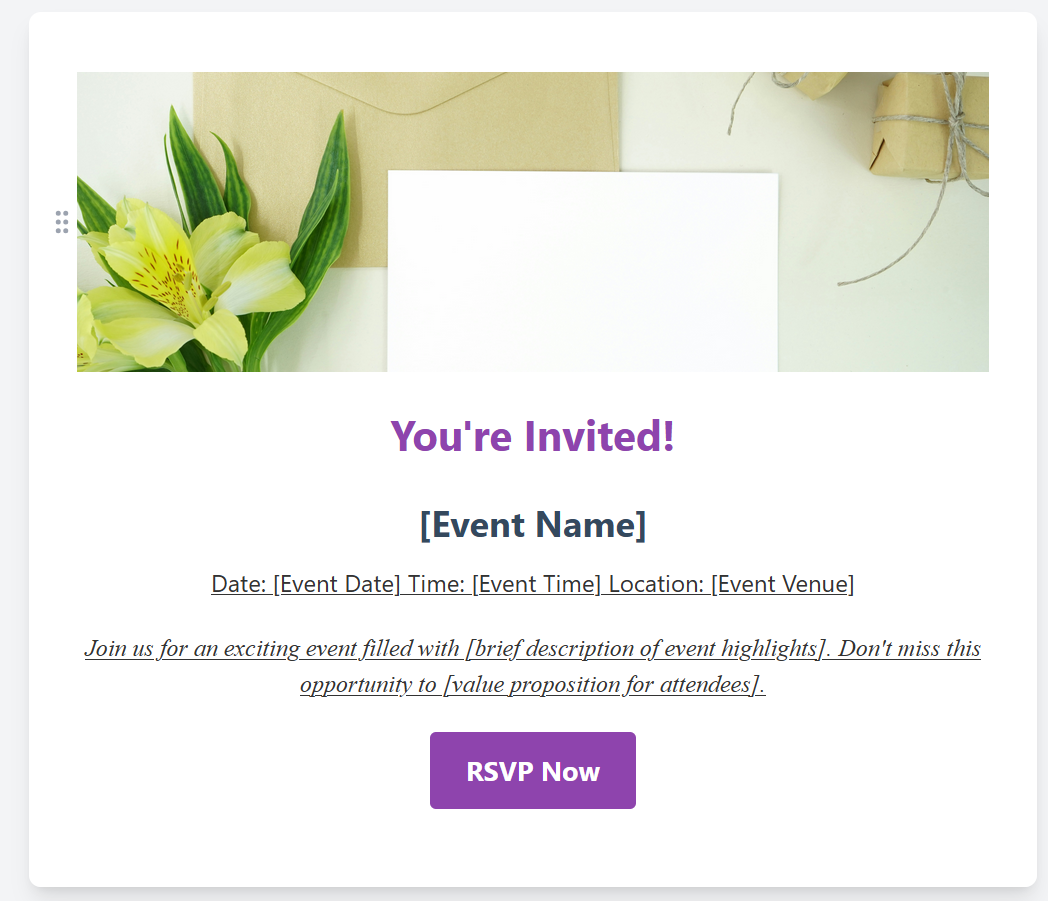 You're Invited!
[Event Name]
Date: [Event Date] Time: [Event Time] Location: [Event Venue]
Join us for an exciting event filled with [brief description of event highlights]. Don't miss this
opportunity to [value proposition for attendees].
RSVP Now